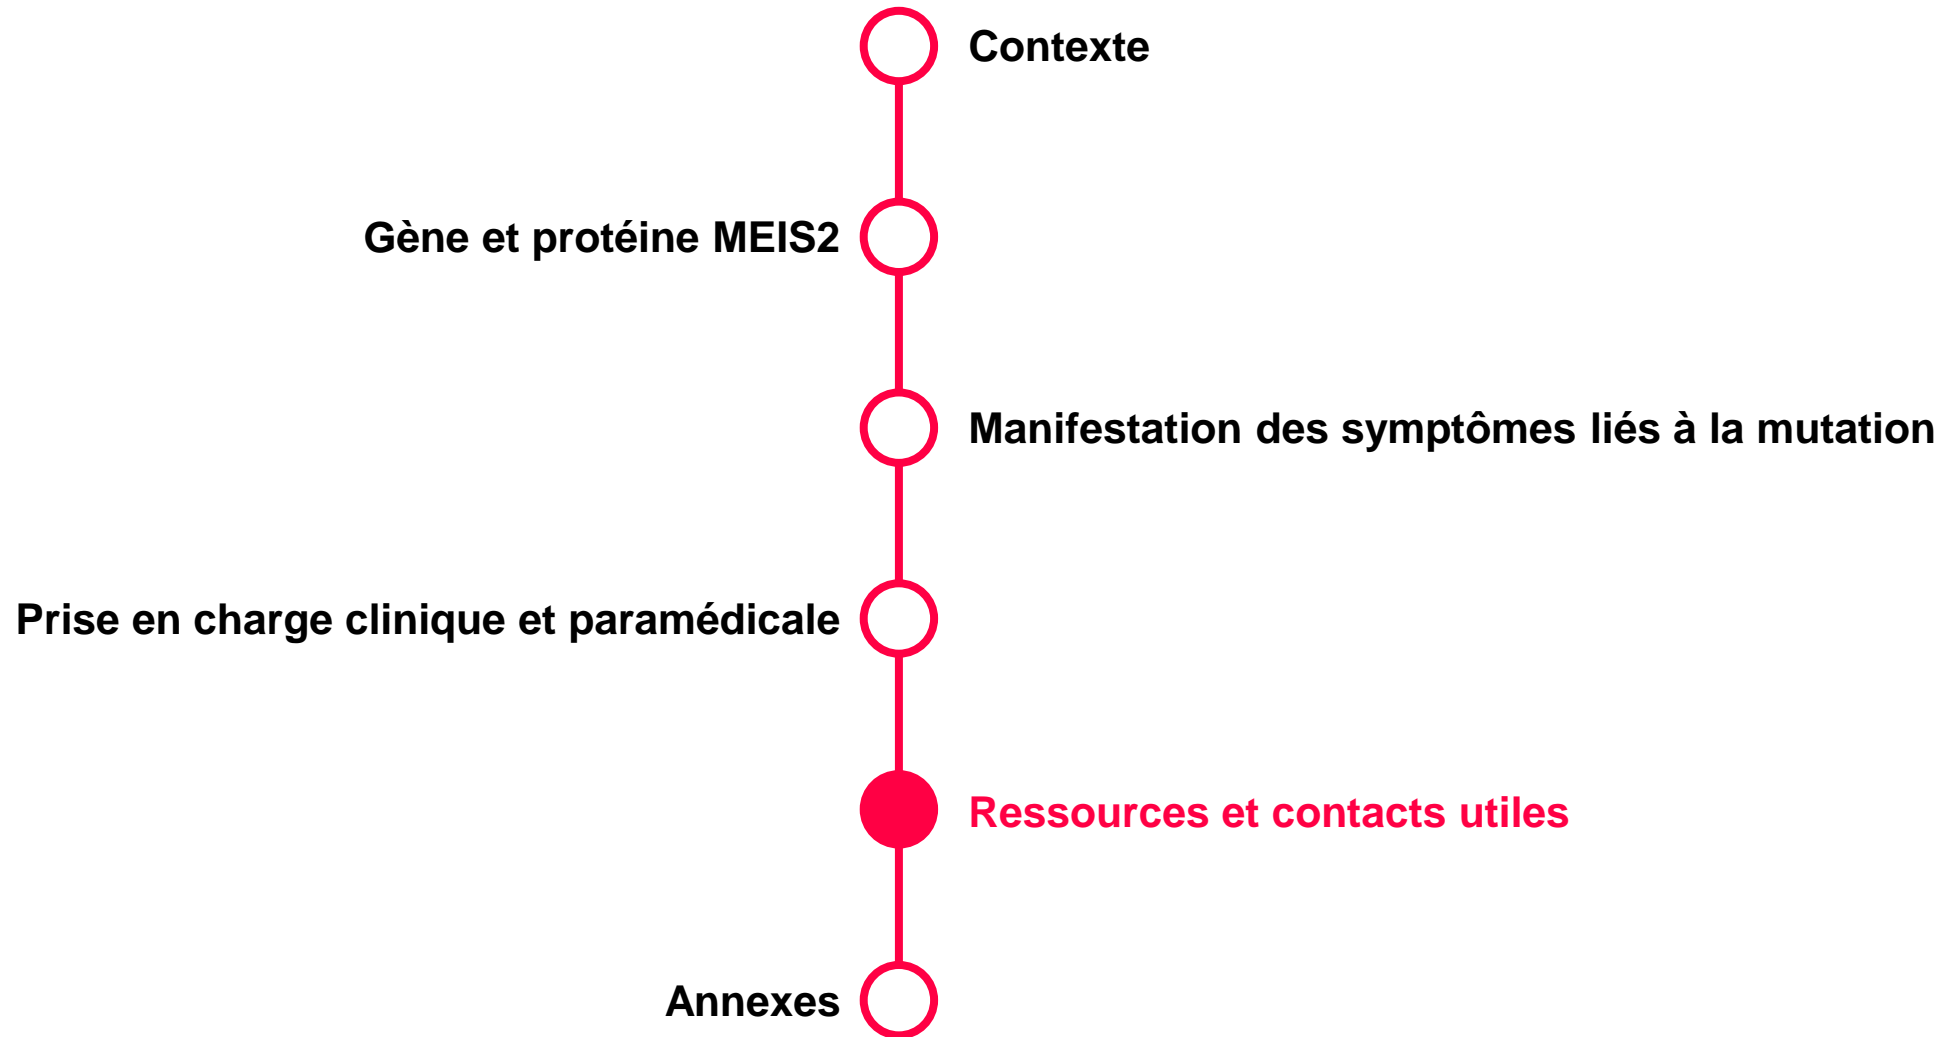 Contexte
Gène et protéine MEIS2
Manifestation des symptômes liés à la mutation
Prise en charge clinique et paramédicale
Ressources et contacts utiles
Annexes